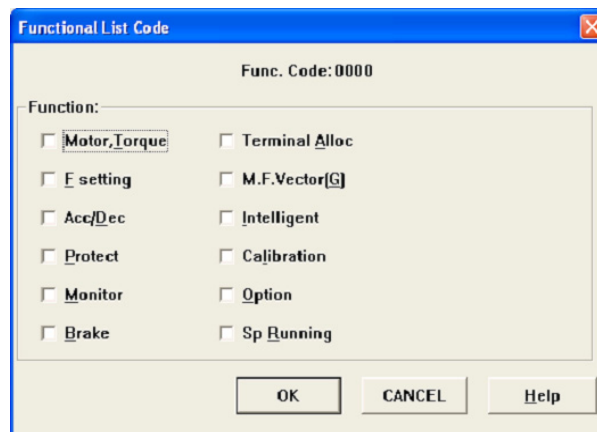 Functional List Code
Func. Code:0000
Function:
Motor,Torque
Terminal Alloc
F setting
M.F.Vector(G)
Acc/Dec
Intelligent
Protect
Calibration
Monitor
Option
Brake
Sp Running
OK
CANCEL
Help